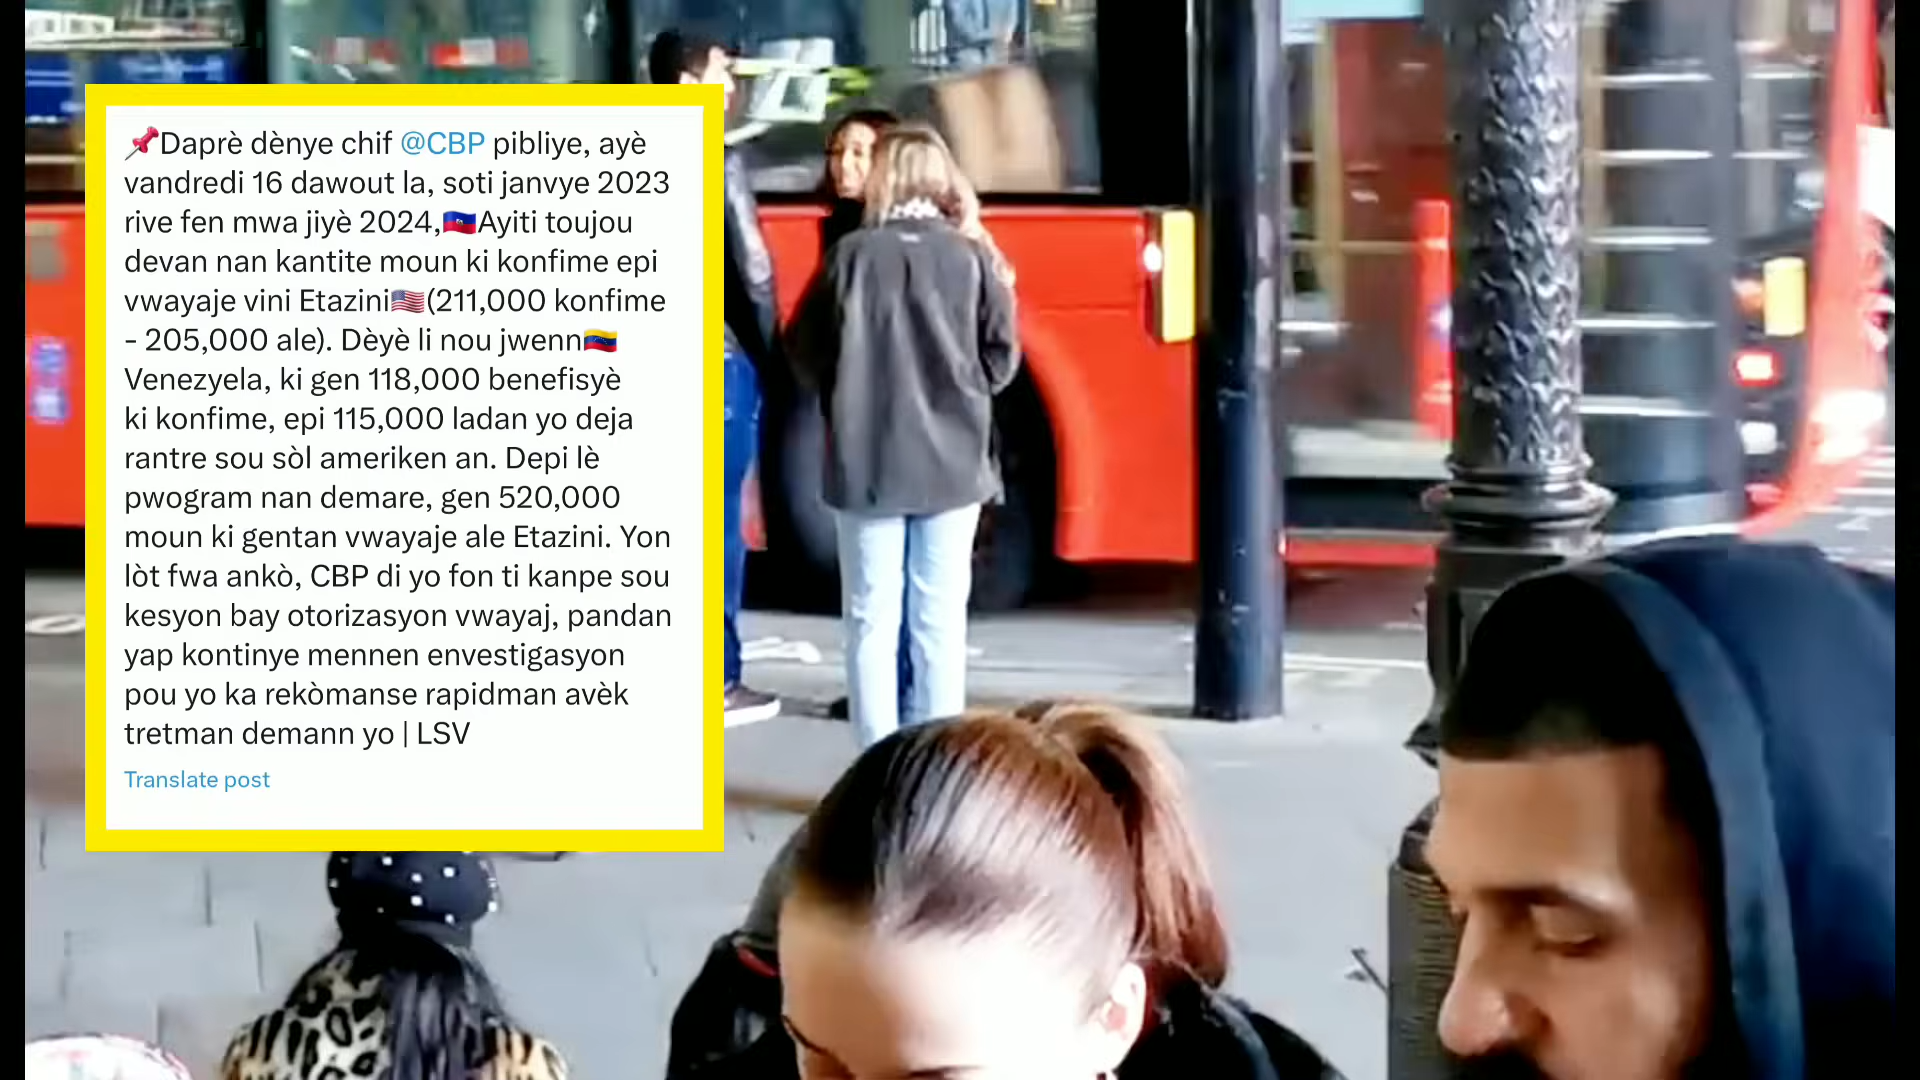 📌Daprè dènye chif @CBP pibliye, ayè
vandredi 16 dawout la, soti janvye 2023
rive fen mwa jiyè 2024,🇭🇹Ayiti toujou
devan nan kantite moun ki konfime epi
vwayaje vini Etazini🇺🇸(211,000 konfime
- 205,000 ale). Dèyè li nou jwenn🇻🇪
Venezyela, ki gen 118,000 benefisyè
ki konfime, epi 115,000 ladan yo deja
rantre sou sòl ameriken an. Depi lè
pwogram nan demare, gen 520,000
moun ki gentan vwayaje ale Etazini. Yon
lòt fwa ankò, CBP di yo fon ti kanpe sou
kesyon bay otorizasyon vwayaj, pandan
yap kontinye mennen envestigasyon
pou yo ka rekòmanse rapidman avèk
tretman demann yo | LSV
Translate post